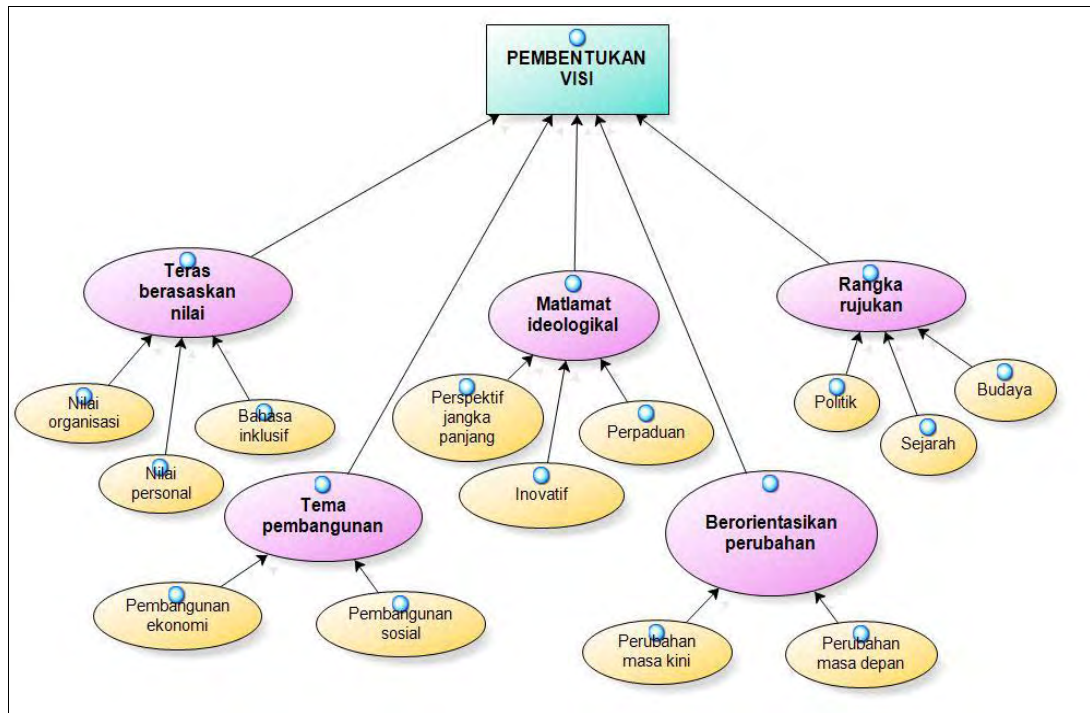 PEMBENTUKAN
VISI
Teras
berasaskan
nilai
Matlamat
ideologikal
Rangka
rujukan
Nilai
organisasi
Bahasa
inklusif
Nilai
personal
Perspektif
jangka
panjang
Perpaduan
Inovatif
Politik
Budaya
Sejarah
Tema
pembangunan
Berorientasikan
perubahan
Pembangunan
ekonomi
Pembangunan
sosial
Perubahan
masa kini
Perubahan
masa depan